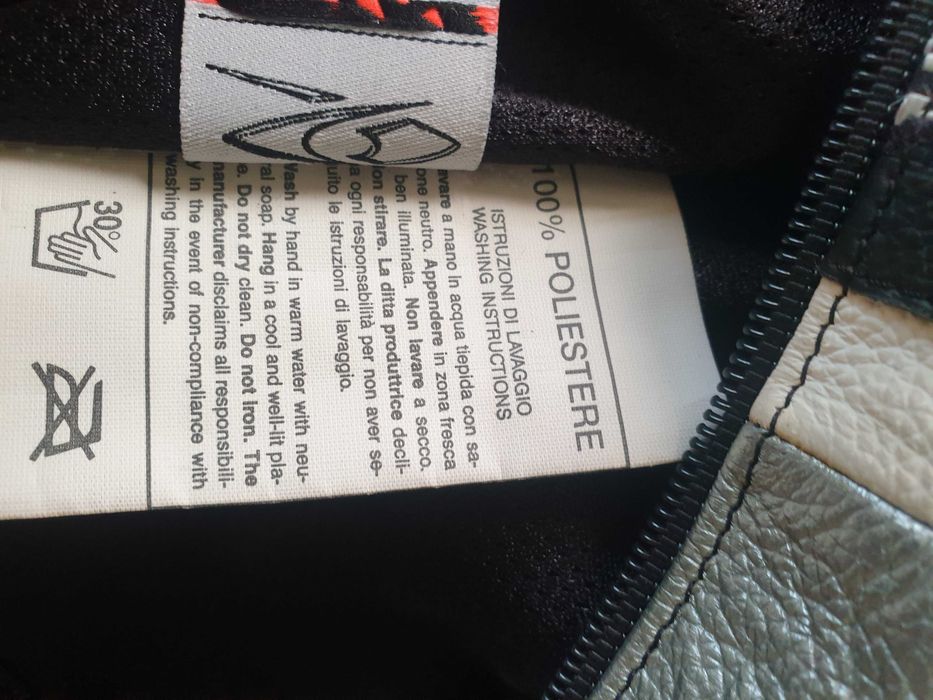 100% POLIESTERE
ISTRUZIONI DI LAVAGGIO
WASHING INSTRUCTIONS
avare a mano in acqua tiepida con sa-
one neutro. Appendere in zona fresca
ben illuminata. Non lavare a secco.
on stirare. La ditta produttrice decli-
a ogni responsabilità per non aver se-
uito le istruzioni di lavaggio.
Wash by hand in warm water with neu-
al soap. Hang in a cool and well-lit pla-
e. Do not dry clean. Do not Iron. The
manufacturer disclaims all responsibili-
y in the event of non-compliance with
washing instructions.
30°